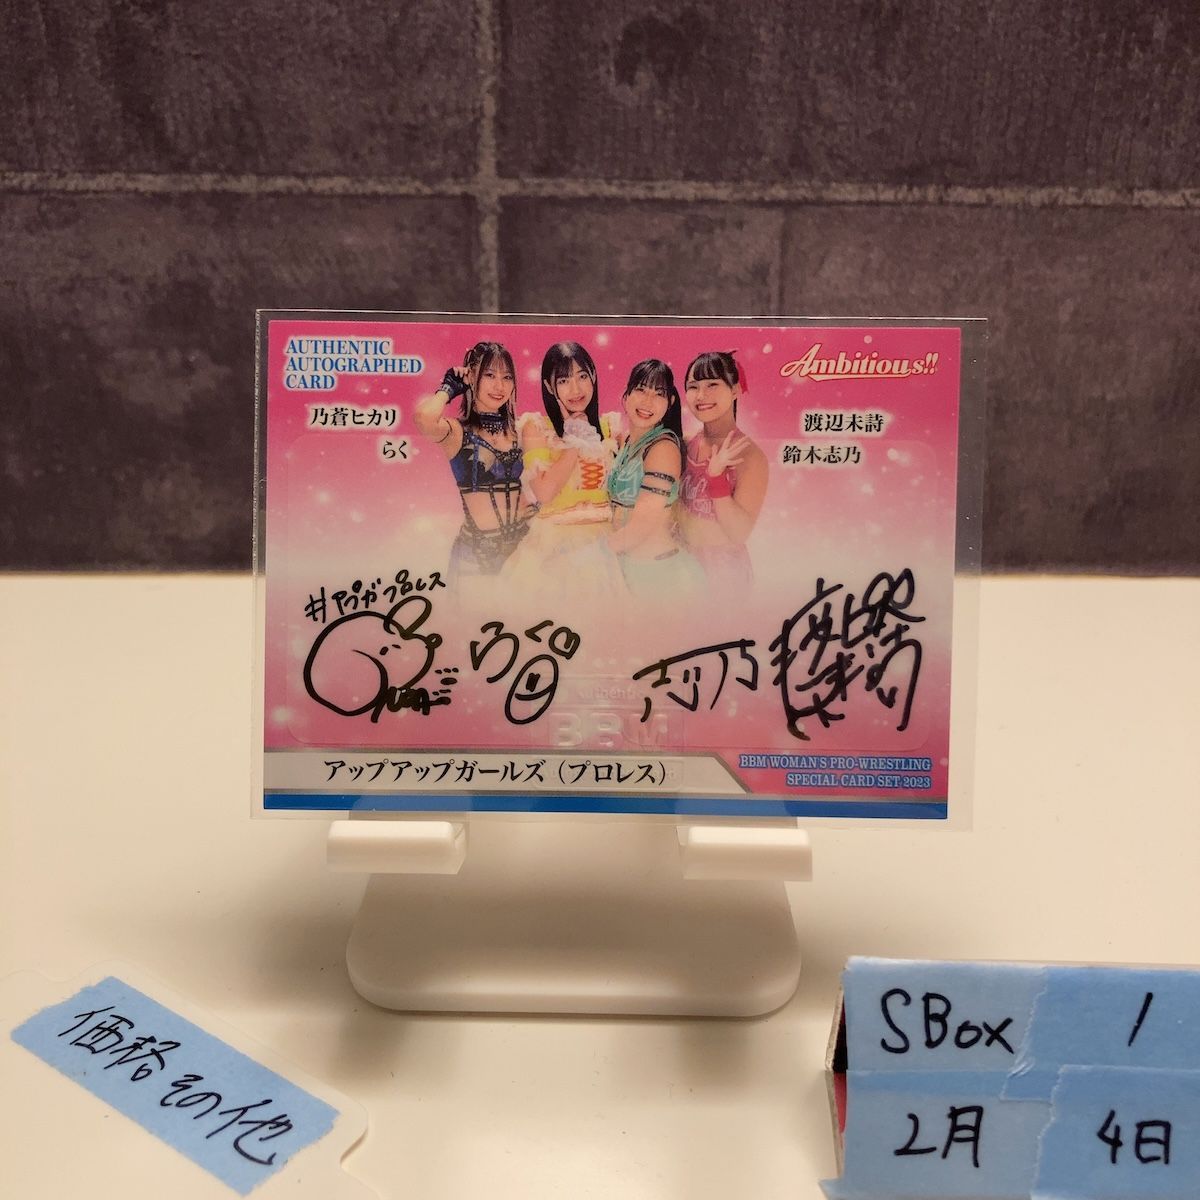 AUTHENTIC
AUTOGRAPHED
CARD
Ambitious!!
乃蒼ヒカリ
らく
渡辺未詩
鈴木志乃
#アプガプロレス
らく
志乃
Authentic
BBM
アップアップガールズ（プロレス）
BBM WOMAN'S PRO-WRESTLING
SPECIAL CARD SET 2023
価格その他
SBox 1
2月 4日